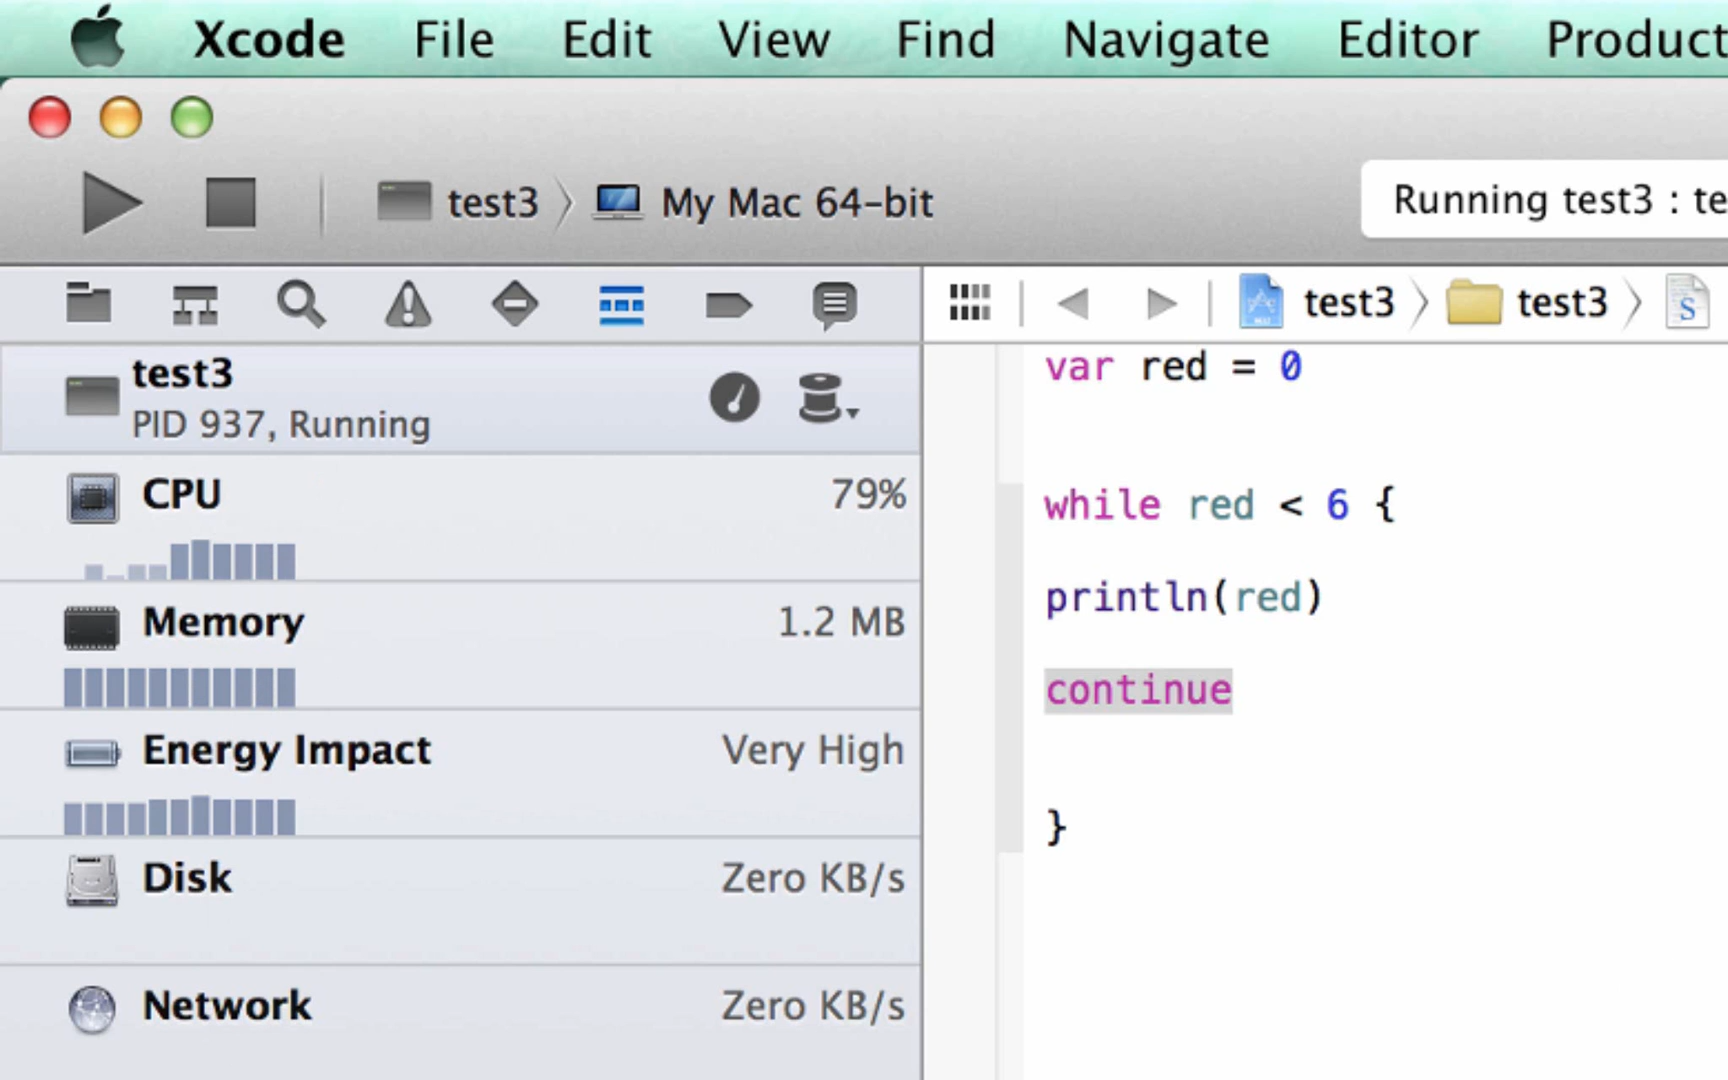 Xcode File Edit View Find Navigate Editor Product
test3 〉 My Mac 64-bit
Running test3 : te
test3 〉 test3 〉
test3
PID 937, Running
CPU 79%
Memory 1.2 MB
Energy Impact Very High
Disk Zero KB/s
Network Zero KB/s
var red = 0
while red < 6 {
println(red)
continue
}